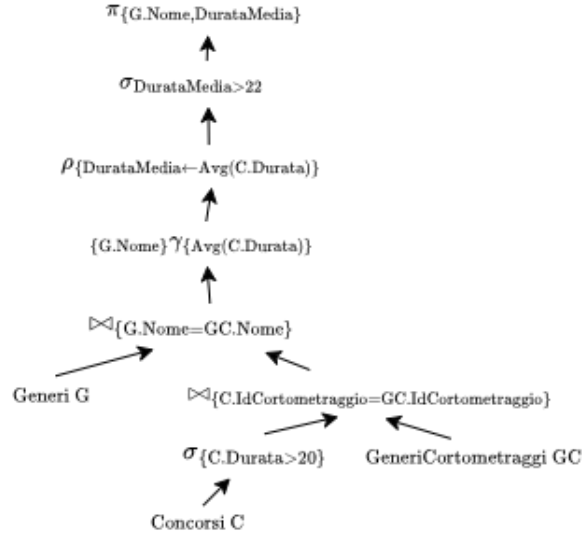 π{G.Nome,DurataMedia}
σDurataMedia>22
ρ{DurataMedia←Avg(C.Durata)}
{G.Nome}γ{Avg(C.Durata)}
⋈{G.Nome=GC.Nome}
Generi G
⋈{C.IdCortometraggio=GC.IdCortometraggio}
σ{C.Durata>20}
GeneriCortometraggi GC
Concorsi C